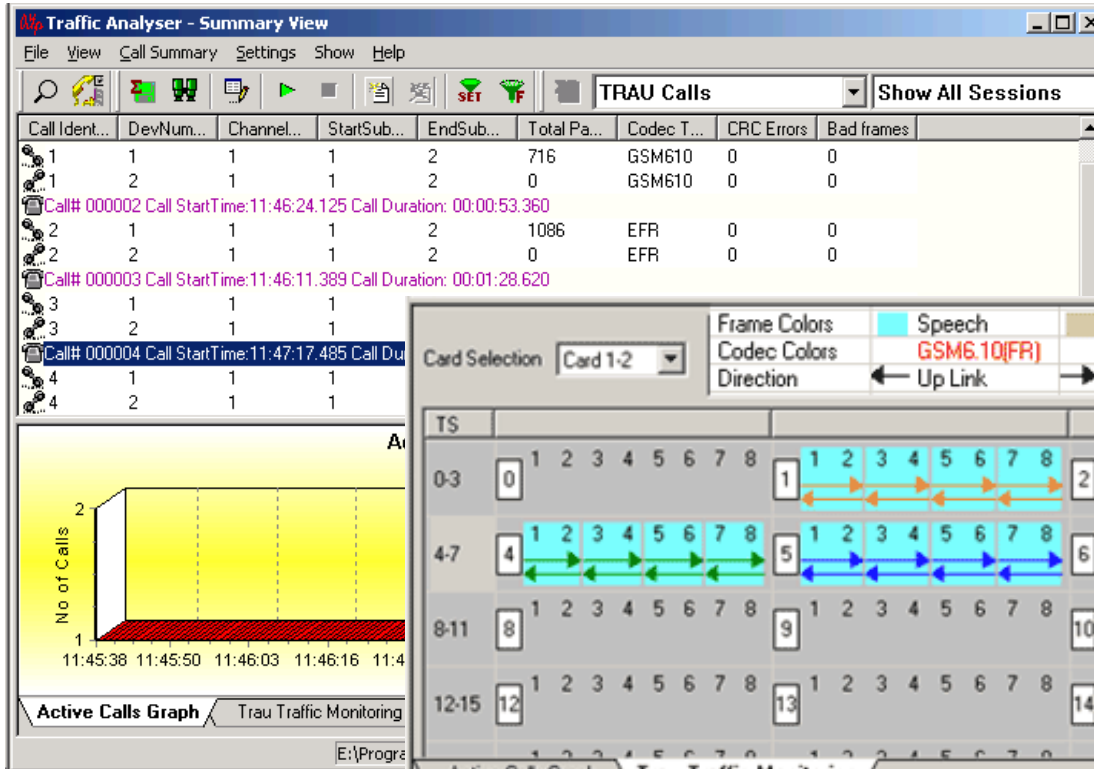 Traffic Analyser - Summary View
File View Call Summary Settings Show Help
SET F TRAU Calls Show All Sessions
Call Ident... DevNum... Channel... StartSub... EndSub... Total Pa... Codec T... CRC Errors Bad frames
1 1 1 1 2 716 GSM610 0 0
1 2 1 1 2 0 GSM610 0 0
Call# 000002 Call StartTime:11:46:24.125 Call Duration: 00:00:53.360
2 1 1 1 2 1086 EFR 0 0
2 2 1 1 2 0 EFR 0 0
Call# 000003 Call StartTime:11:46:11.389 Call Duration: 00:01:28.620
3 1 1 1
3 2 1 1
Call# 000004 Call StartTime:11:47:17.485 Call Du
4 1 1 1
4 2 1 1
A
2
No of Calls
1
11:45:38 11:45:50 11:46:03 11:46:16 11:4
Active Calls Graph Trau Traffic Monitoring
E:\Progra
Card Selection Card 1-2
Frame Colors Speech
Codec Colors GSM6.10(FR)
Direction Up Link
TS
0-3 0 1 2 3 4 5 6 7 8 1 1 2 3 4 5 6 7 8 2
4-7 4 1 2 3 4 5 6 7 8 5 1 2 3 4 5 6 7 8 6
8-11 8 1 2 3 4 5 6 7 8 9 1 2 3 4 5 6 7 8 10
12-15 12 1 2 3 4 5 6 7 8 13 1 2 3 4 5 6 7 8 14